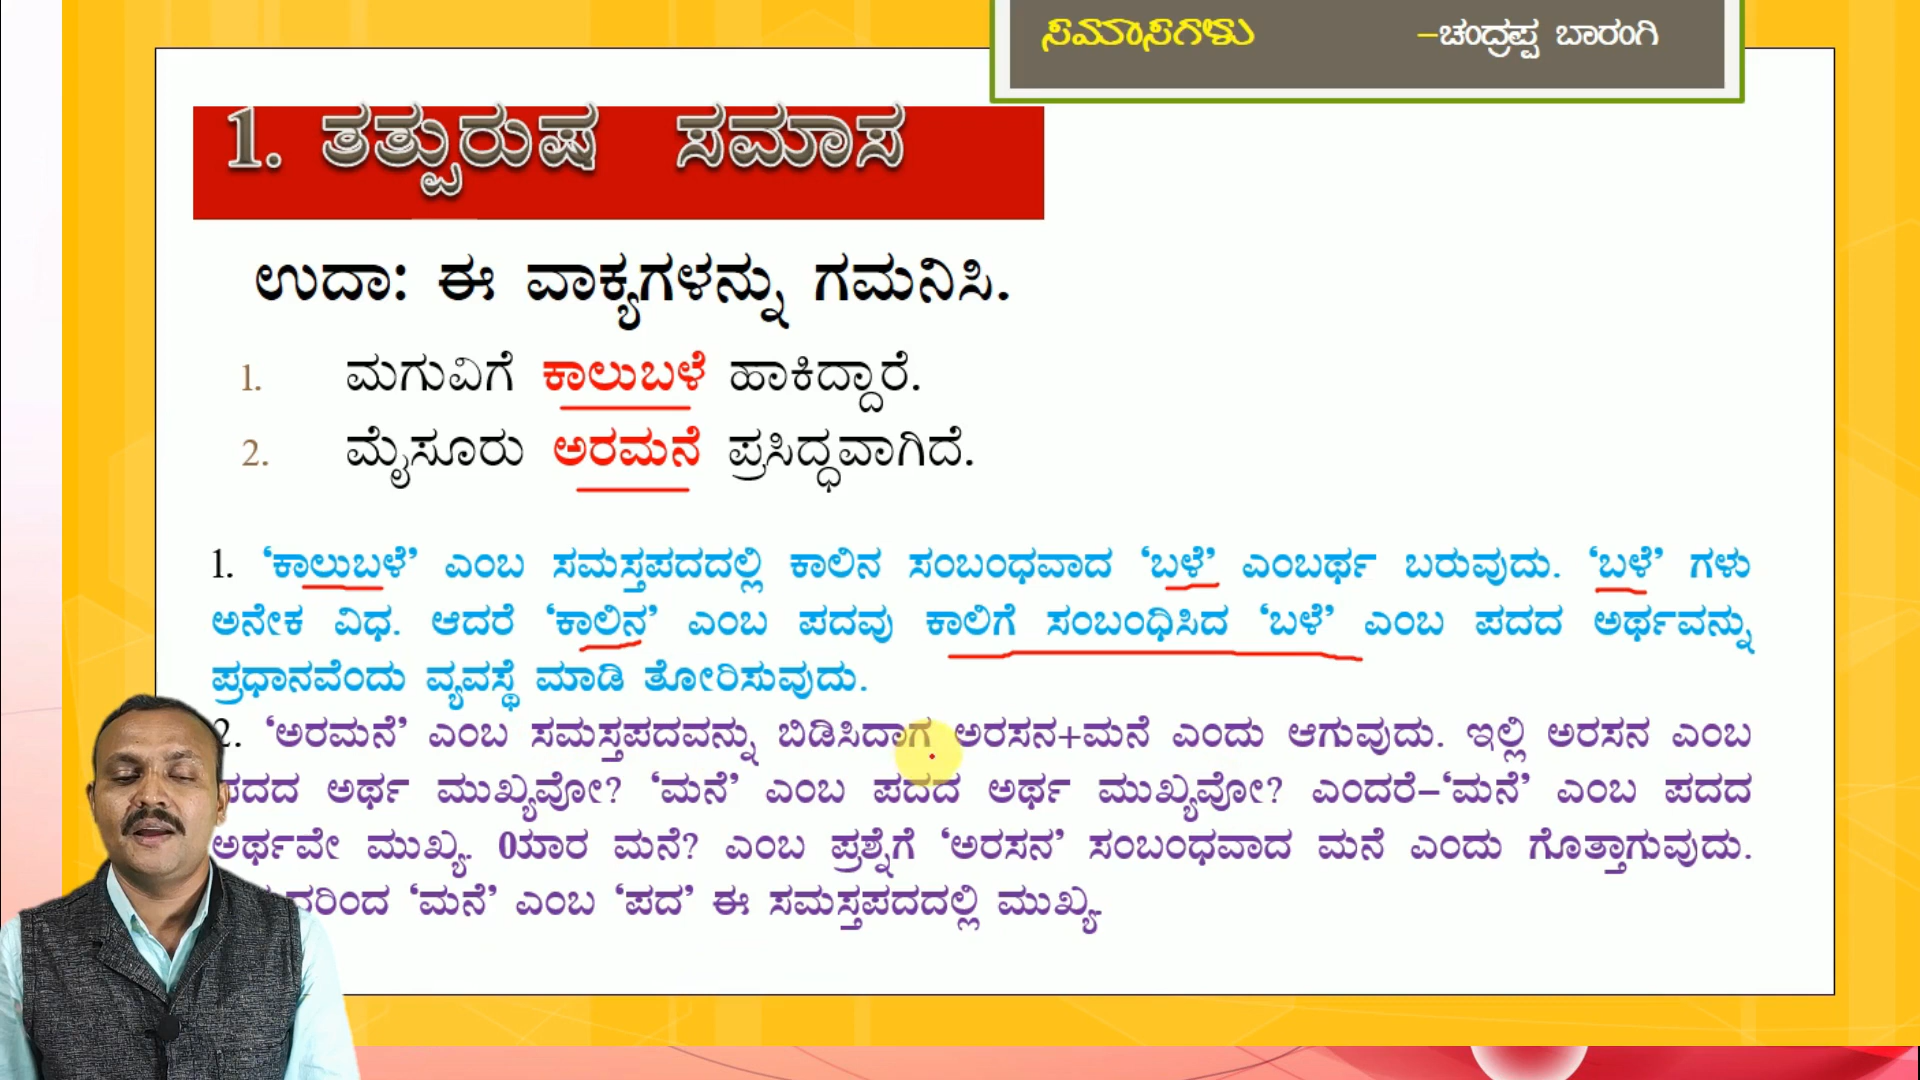 ಸಮಾಸಗಳು –ಚಂದ್ರಪ್ಪ ಬಾರಂಗಿ
1. ತತ್ಪುರುಷ ಸಮಾಸ
ಉದಾ: ಈ ವಾಕ್ಯಗಳನ್ನು ಗಮನಿಸಿ.
1. ಮಗುವಿಗೆ ಕಾಲುಬಳೆ ಹಾಕಿದ್ದಾರೆ.
2. ಮೈಸೂರು ಅರಮನೆ ಪ್ರಸಿದ್ಧವಾಗಿದೆ.
1. ‘ಕಾಲುಬಳೆ’ ಎಂಬ ಸಮಸ್ತಪದದಲ್ಲಿ ಕಾಲಿನ ಸಂಬಂಧವಾದ ‘ಬಳೆ’ ಎಂಬರ್ಥ ಬರುವುದು. ‘ಬಳೆ’ ಗಳು
ಅನೇಕ ವಿಧ. ಆದರೆ ‘ಕಾಲಿನ’ ಎಂಬ ಪದವು ಕಾಲಿಗೆ ಸಂಬಂಧಿಸಿದ ‘ಬಳೆ’ ಎಂಬ ಪದದ ಅರ್ಥವನ್ನು
ಪ್ರಧಾನವೆಂದು ವ್ಯವಸ್ಥೆ ಮಾಡಿ ತೋರಿಸುವುದು.
2. ‘ಅರಮನೆ’ ಎಂಬ ಸಮಸ್ತಪದವನ್ನು ಬಿಡಿಸಿದಾಗ ಅರಸನ+ಮನೆ ಎಂದು ಆಗುವುದು. ಇಲ್ಲಿ ಅರಸನ ಎಂಬ
ಪದದ ಅರ್ಥ ಮುಖ್ಯವೋ? ‘ಮನೆ’ ಎಂಬ ಪದದ ಅರ್ಥ ಮುಖ್ಯವೋ? ಎಂದರೆ–‘ಮನೆ’ ಎಂಬ ಪದದ
ಅರ್ಥವೇ ಮುಖ್ಯ. 0ಯಾರ ಮನೆ? ಎಂಬ ಪ್ರಶ್ನೆಗೆ ‘ಅರಸನ’ ಸಂಬಂಧವಾದ ಮನೆ ಎಂದು ಗೊತ್ತಾಗುವುದು.
‘ಮನೆ’ ಎಂಬ ‘ಪದ’ ಈ ಸಮಸ್ತಪದದಲ್ಲಿ ಮುಖ್ಯ.